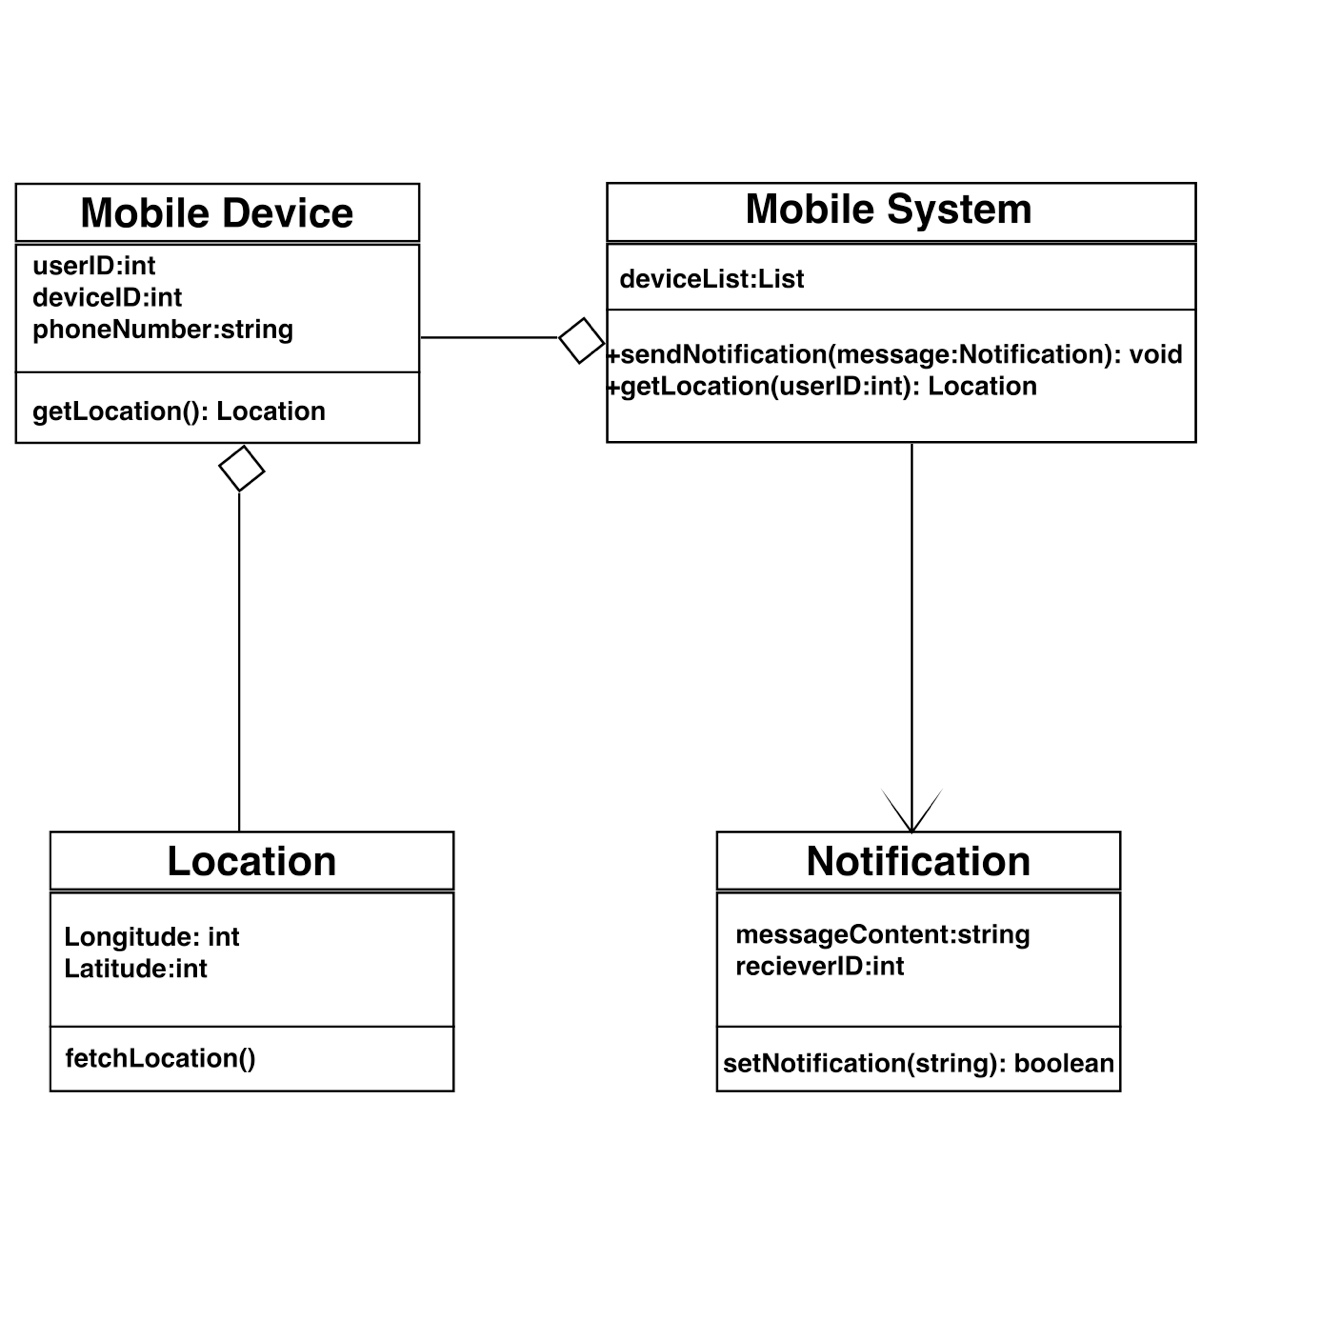 Mobile Device
userID:int
deviceID:int
phoneNumber:string
getLocation(): Location
Mobile System
deviceList:List
+sendNotification(message:Notification): void
+getLocation(userID:int): Location
Location
Longitude: int
Latitude:int
fetchLocation()
Notification
messageContent:string
recieverID:int
setNotification(string): boolean